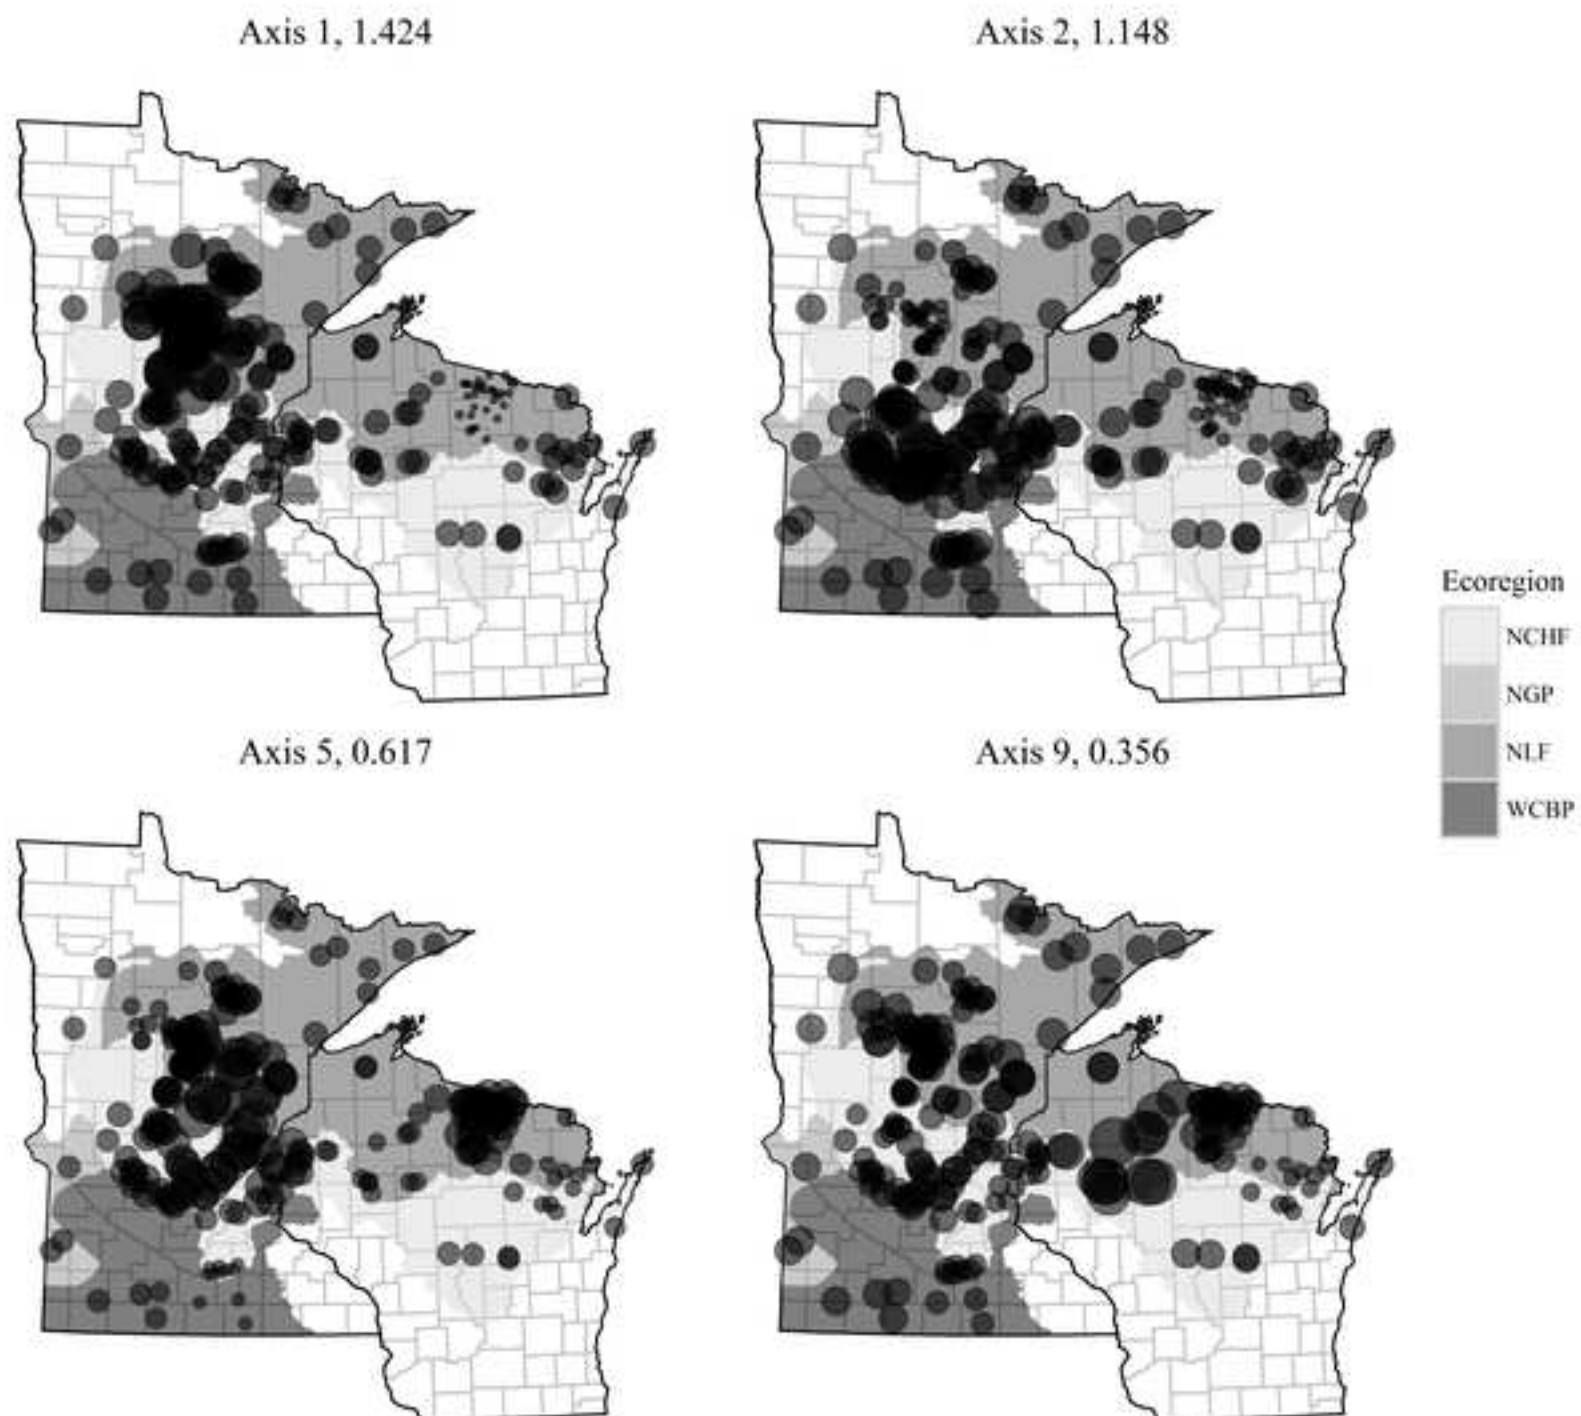 Axis 1, 1.424
Axis 2, 1.148
Axis 5, 0.617
Axis 9, 0.356
Ecoregion
NCHF
NGP
NLF
WCBP